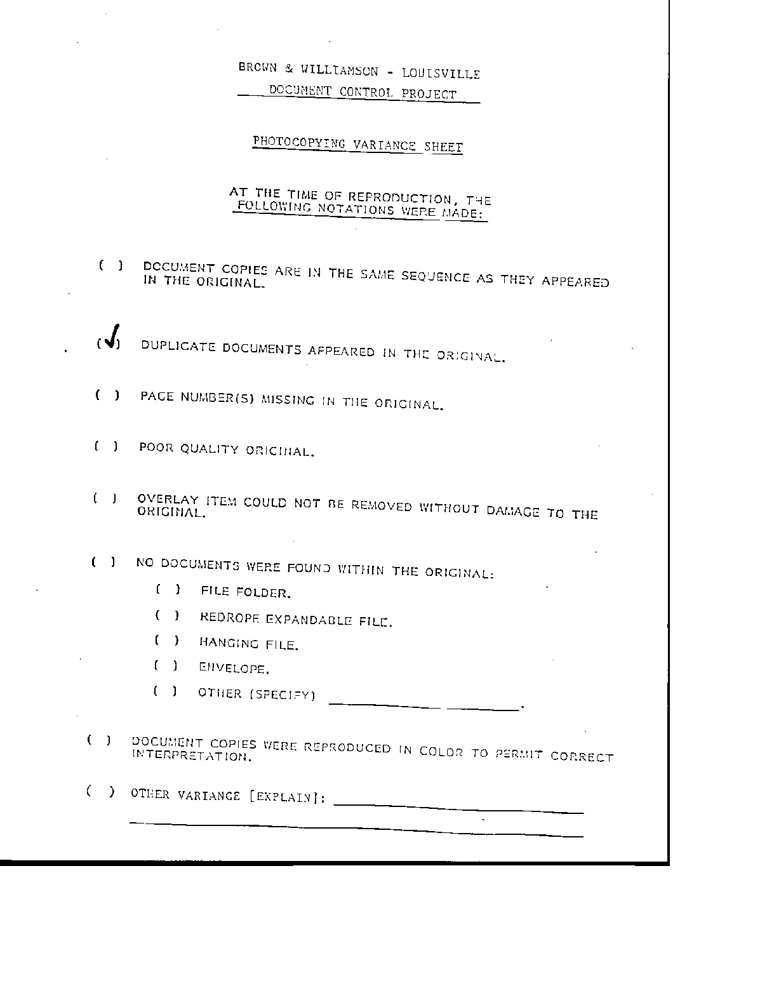 BROWN & WILLIAMSON - LOUISVILLE
DOCUMENT CONTROL PROJECT
PHOTOCOPYING VARIANCE SHEET
AT THE TIME OF REPRODUCTION, THE
FOLLOWING NOTATIONS WERE MADE:
( ) DOCUMENT COPIES ARE IN THE SAME SEQUENCE AS THEY APPEARED
IN THE ORIGINAL.
(✓) DUPLICATE DOCUMENTS APPEARED IN THE ORIGINAL.
( ) PAGE NUMBER(S) MISSING IN THE ORIGINAL.
( ) POOR QUALITY ORIGINAL.
( ) OVERLAY ITEM COULD NOT BE REMOVED WITHOUT DAMAGE TO THE
ORIGINAL.
( ) NO DOCUMENTS WERE FOUND WITHIN THE ORIGINAL:
( ) FILE FOLDER.
( ) REDROPE EXPANDABLE FILE.
( ) HANGING FILE.
( ) ENVELOPE.
( ) OTHER (SPECIFY) ____________ ________.
( ) DOCUMENT COPIES WERE REPRODUCED IN COLOR TO PERMIT CORRECT
INTERPRETATION.
( ) OTHER VARIANCE [EXPLAIN]: ____________________